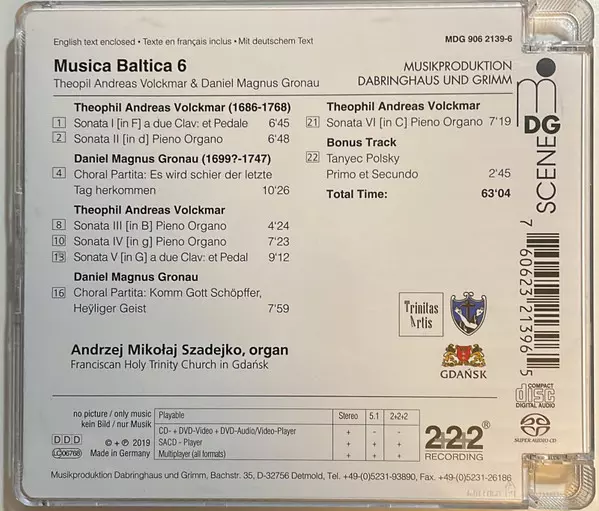 English text enclosed • Texte en français inclus • Mit deutschem Text
MDG 906 2139-6
Musica Baltica 6
Theopil Andreas Volckmar & Daniel Magnus Gronau
MUSIKPRODUKTION
DABRINGHAUS UND GRIMM
Theophil Andreas Volckmar (1686-1768)
1 Sonata I [in F] a due Clav: et Pedale 6'45
2 Sonata II [in d] Pieno Organo 6'48
Daniel Magnus Gronau (1699?-1747)
4 Choral Partita: Es wird schier der letzte
Tag herkommen 10'26
Theophil Andreas Volckmar
8 Sonata III [in B] Pieno Organo 4'24
10 Sonata IV [in g] Pieno Organo 7'23
13 Sonata V [in G] a due Clav: et Pedal 9'12
Daniel Magnus Gronau
16 Choral Partita: Komm Gott Schöpffer,
Heÿliger Geist 7'59
Theophil Andreas Volckmar
21 Sonata VI [in C] Pieno Organo 7'19
Bonus Track
22 Tanyec Polsky
Primo et Secundo 2'45
Total Time: 63'04
MDG
SCENE
7 60623 21396 5
Andrzej Mikołaj Szadejko, organ
Franciscan Holy Trinity Church in Gdańsk
Trinitas
Artis
GDAŃSK
COMPACT
disc
DIGITAL AUDIO
SUPER AUDIO CD
no picture / only music
kein Bild / nur Musik
DDD
LC06768
© + ℗ 2019
Made in Germany
Playable Stereo 5.1 2+2+2
CD- + DVD-Video + DVD-Audio/Video-Player + – –
SACD - Player + + +
Multiplayer (all formats) + + +
2+2+2®
RECORDING
Musikproduktion Dabringhaus und Grimm, Bachstr. 35, D-32756 Detmold, Tel. +49-(0)5231-93890, Fax +49-(0)5231-26186